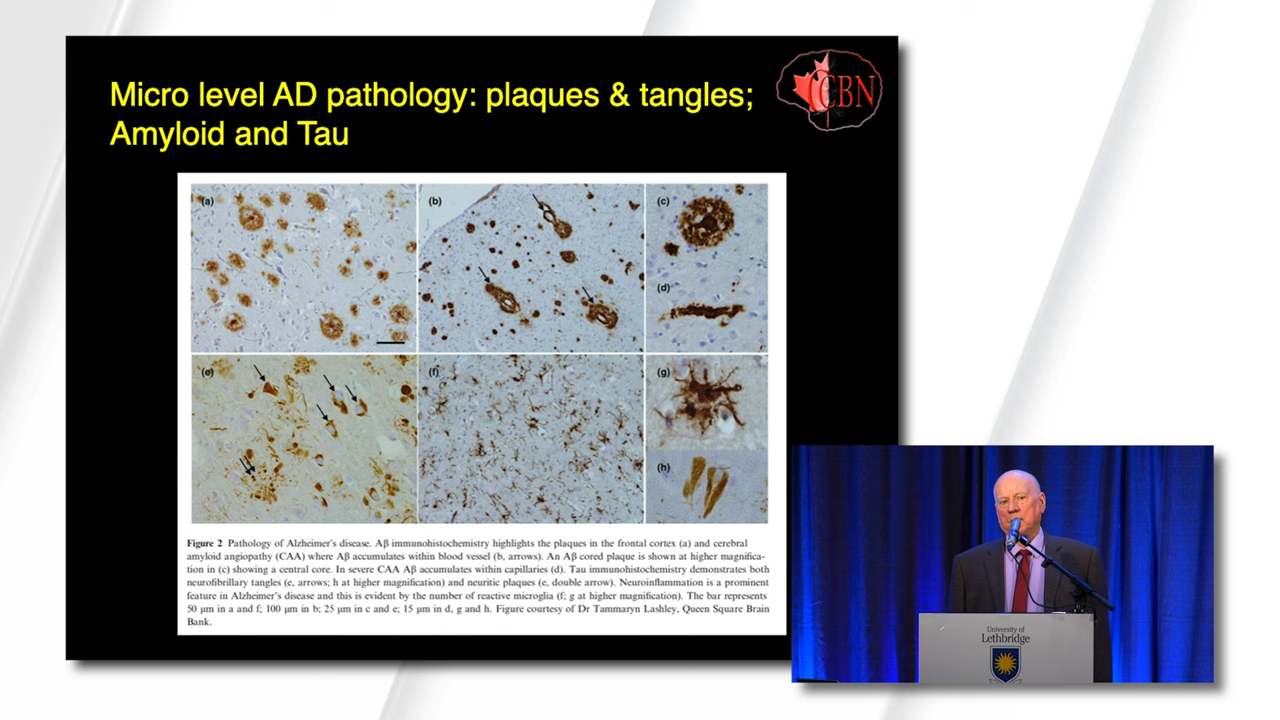 Micro level AD pathology: plaques & tangles;
Amyloid and Tau
CCBN
(a)
(b)
(c)
(d)
(e)
(f)
(g)
(h)
Figure 2 Pathology of Alzheimer's disease. Aβ immunohistochemistry highlights the plaques in the frontal cortex (a) and cerebral
amyloid angiopathy (CAA) where Aβ accumulates within blood vessel (b, arrows). An Aβ cored plaque is shown at higher magnifica-
tion in (c) showing a central core. In severe CAA Aβ accumulates within capillaries (d). Tau immunohistochemistry demonstrates both
neurofibrillary tangles (e, arrows; h at higher magnification) and neuritic plaques (e, double arrow). Neuroinflammation is a prominent
feature in Alzheimer's disease and this is evident by the number of reactive microglia (f; g at higher magnification). The bar represents
50 μm in a and f; 100 μm in b; 25 μm in c and e; 15 μm in d, g and h. Figure courtesy of Dr Tammaryn Lashley, Queen Square Brain
Bank.
University of
Lethbridge